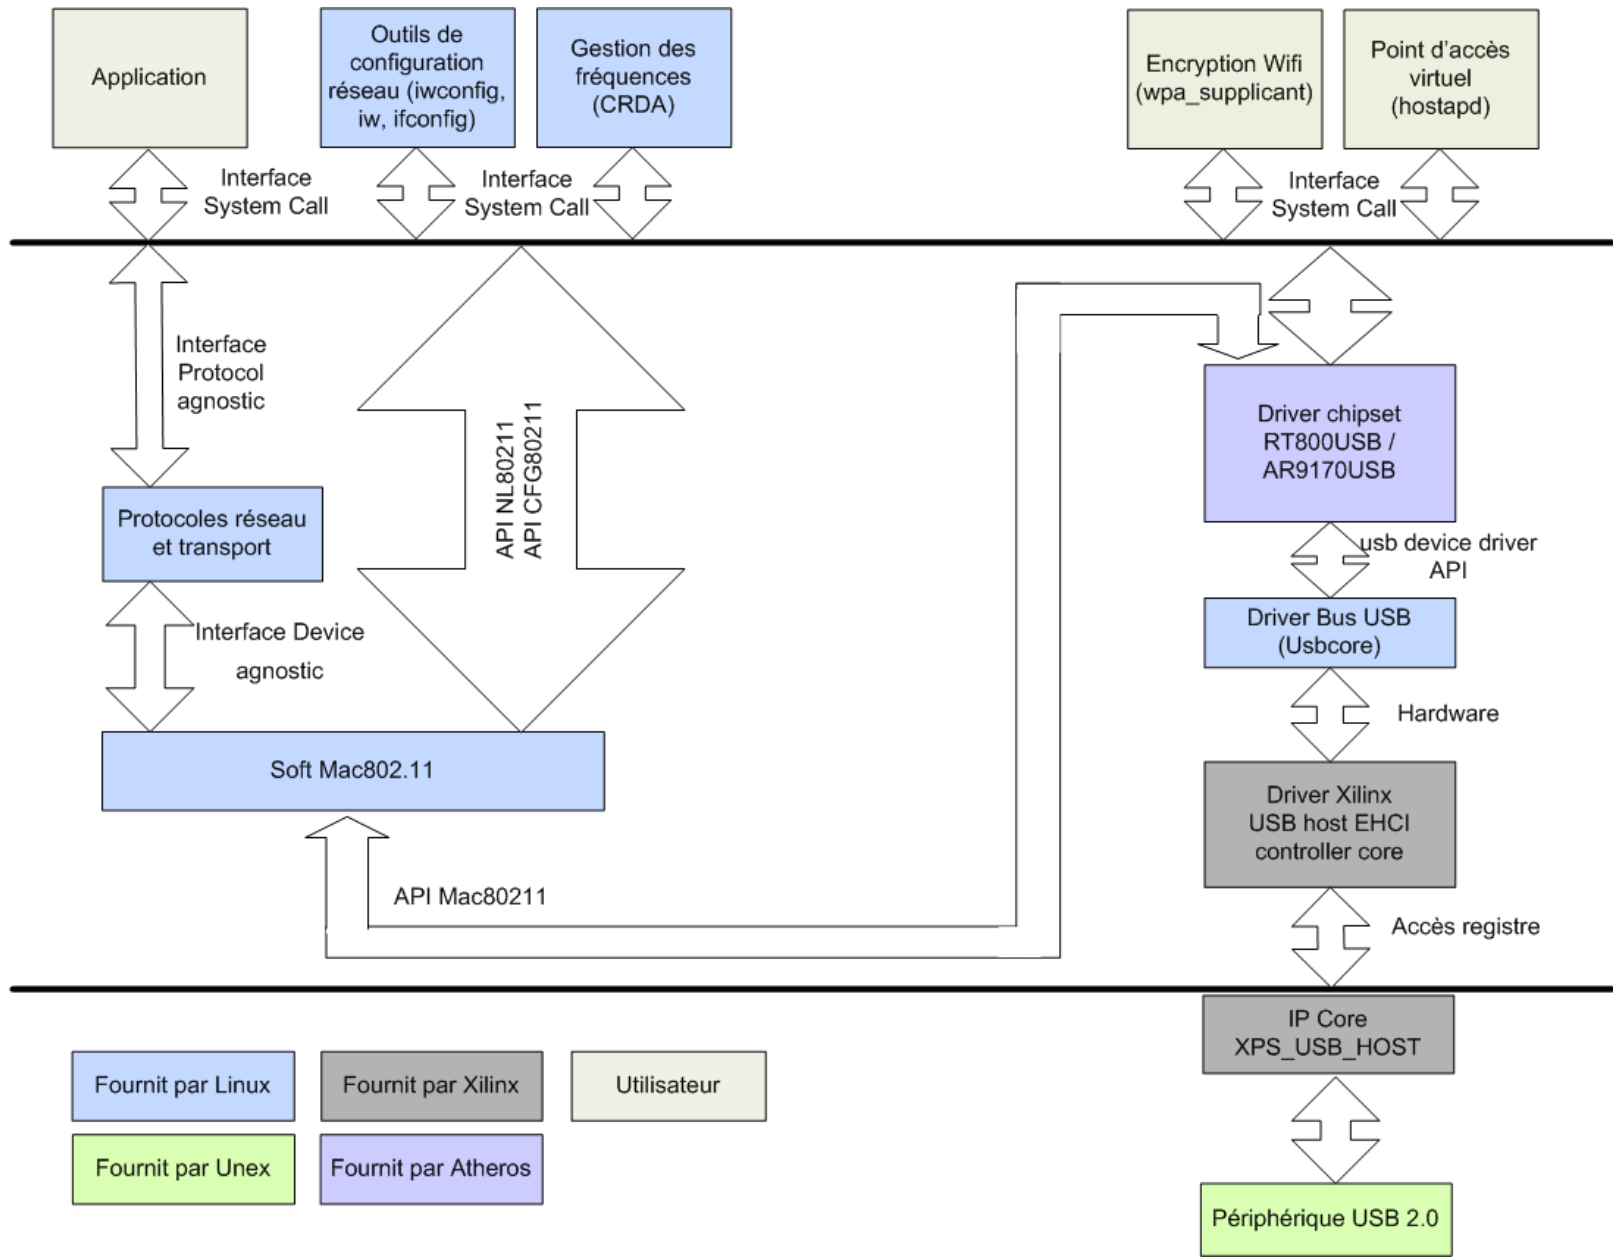 Application
Outils de
configuration
réseau (iwconfig,
iw, ifconfig)
Gestion des
fréquences
(CRDA)
Encryption Wifi
(wpa_supplicant)
Point d'accès
virtuel
(hostapd)
Interface
System Call
Interface
System Call
Interface
System Call
Interface
Protocol
agnostic
API NL80211
API CFG80211
Driver chipset
RT800USB /
AR9170USB
Protocoles réseau
et transport
usb device driver
API
Interface Device
agnostic
Driver Bus USB
(Usbcore)
Hardware
Soft Mac802.11
Driver Xilinx
USB host EHCI
controller core
API Mac80211
Accès registre
IP Core
XPS_USB_HOST
Fournit par Linux
Fournit par Xilinx
Utilisateur
Fournit par Unex
Fournit par Atheros
Périphérique USB 2.0